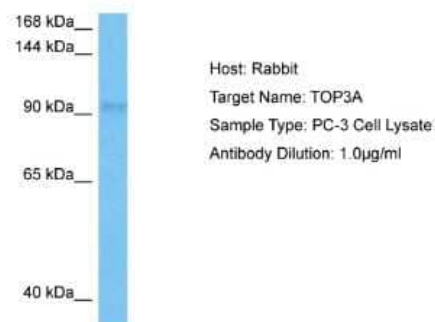 168 kDa
144 kDa
90 kDa
65 kDa
40 kDa
Host: Rabbit
Target Name: TOP3A
Sample Type: PC-3 Cell Lysate
Antibody Dilution: 1.0µg/ml